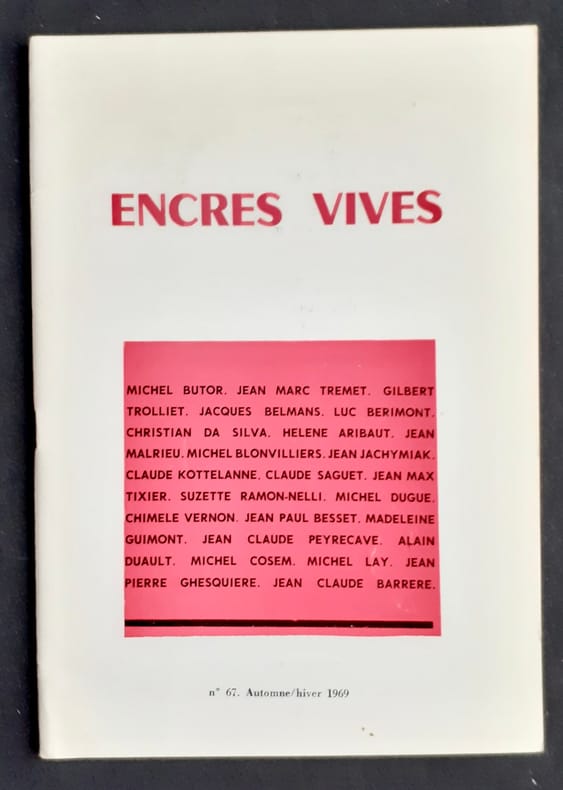 ENCRES VIVES
MICHEL BUTOR. JEAN MARC TREMET. GILBERT
TROLLIET. JACQUES BELMANS. LUC BERIMONT.
CHRISTIAN DA SILVA. HELENE ARIBAUT. JEAN
MALRIEU. MICHEL BLONVILLIERS. JEAN JACHYMIAK.
CLAUDE KOTTELANNE. CLAUDE SAGUET. JEAN MAX
TIXIER. SUZETTE RAMON-NELLI. MICHEL DUGUE.
CHIMELE VERNON. JEAN PAUL BESSET. MADELEINE
GUIMONT. JEAN CLAUDE PEYRECAVE. ALAIN
DUAULT. MICHEL COSEM. MICHEL LAY. JEAN
PIERRE GHESQUIERE. JEAN CLAUDE BARRERE.
n° 67. Automne/hiver 1969